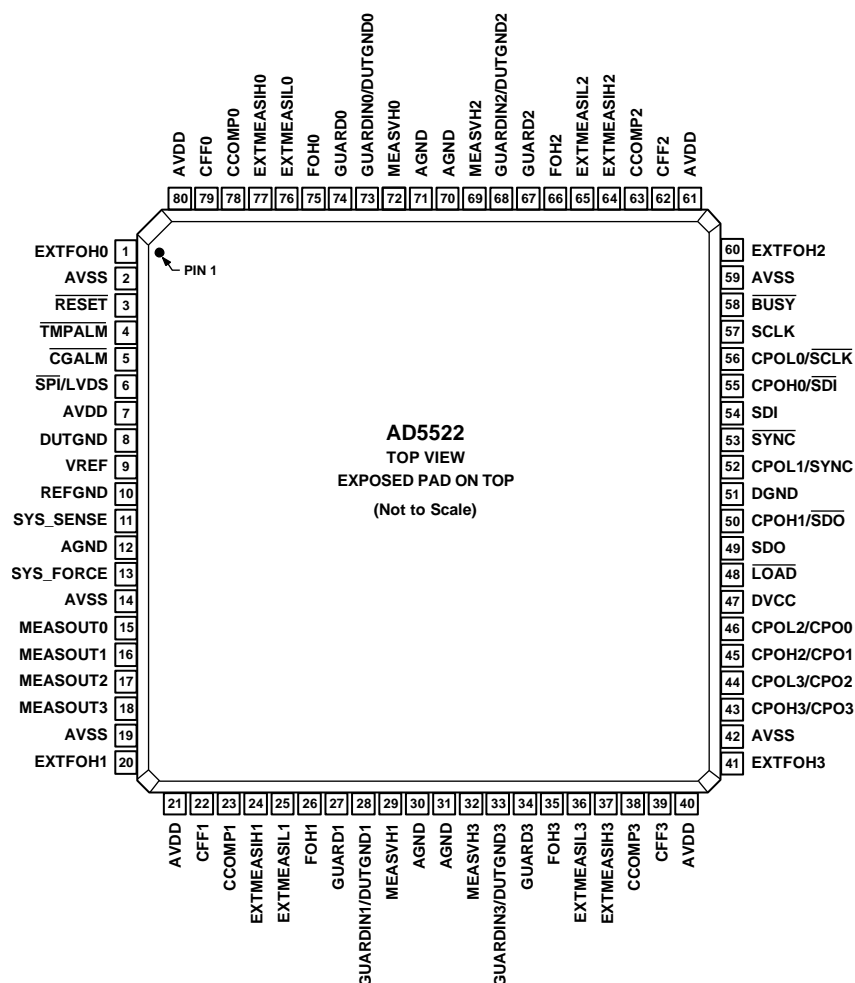 AVDD
CFF0
CCOMP0
EXTMEASIH0
EXTMEASIL0
FOH0
GUARD0
GUARDIN0/DUTGND0
MEASVH0
AGND
AGND
MEASVH2
GUARDIN2/DUTGND2
GUARD2
FOH2
EXTMEASIL2
EXTMEASIH2
CCOMP2
CFF2
AVDD
80 79 78 77 76 75 74 73 72 71 70 69 68 67 66 65 64 63 62 61
EXTFOH0 1
AVSS 2
RESET 3
TMPALM 4
CGALM 5
SPI/LVDS 6
AVDD 7
DUTGND 8
VREF 9
REFGND 10
SYS_SENSE 11
AGND 12
SYS_FORCE 13
AVSS 14
MEASOUT0 15
MEASOUT1 16
MEASOUT2 17
MEASOUT3 18
AVSS 19
EXTFOH1 20
PIN 1
AD5522
TOP VIEW
EXPOSED PAD ON TOP
(Not to Scale)
60 EXTFOH2
59 AVSS
58 BUSY
57 SCLK
56 CPOL0/SCLK
55 CPOH0/SDI
54 SDI
53 SYNC
52 CPOL1/SYNC
51 DGND
50 CPOH1/SDO
49 SDO
48 LOAD
47 DVCC
46 CPOL2/CPO0
45 CPOH2/CPO1
44 CPOL3/CPO2
43 CPOH3/CPO3
42 AVSS
41 EXTFOH3
21 22 23 24 25 26 27 28 29 30 31 32 33 34 35 36 37 38 39 40
AVDD
CFF1
CCOMP1
EXTMEASIH1
EXTMEASIL1
FOH1
GUARD1
GUARDIN1/DUTGND1
MEASVH1
AGND
AGND
MEASVH3
GUARDIN3/DUTGND3
GUARD3
FOH3
EXTMEASIL3
EXTMEASIH3
CCOMP3
CFF3
AVDD